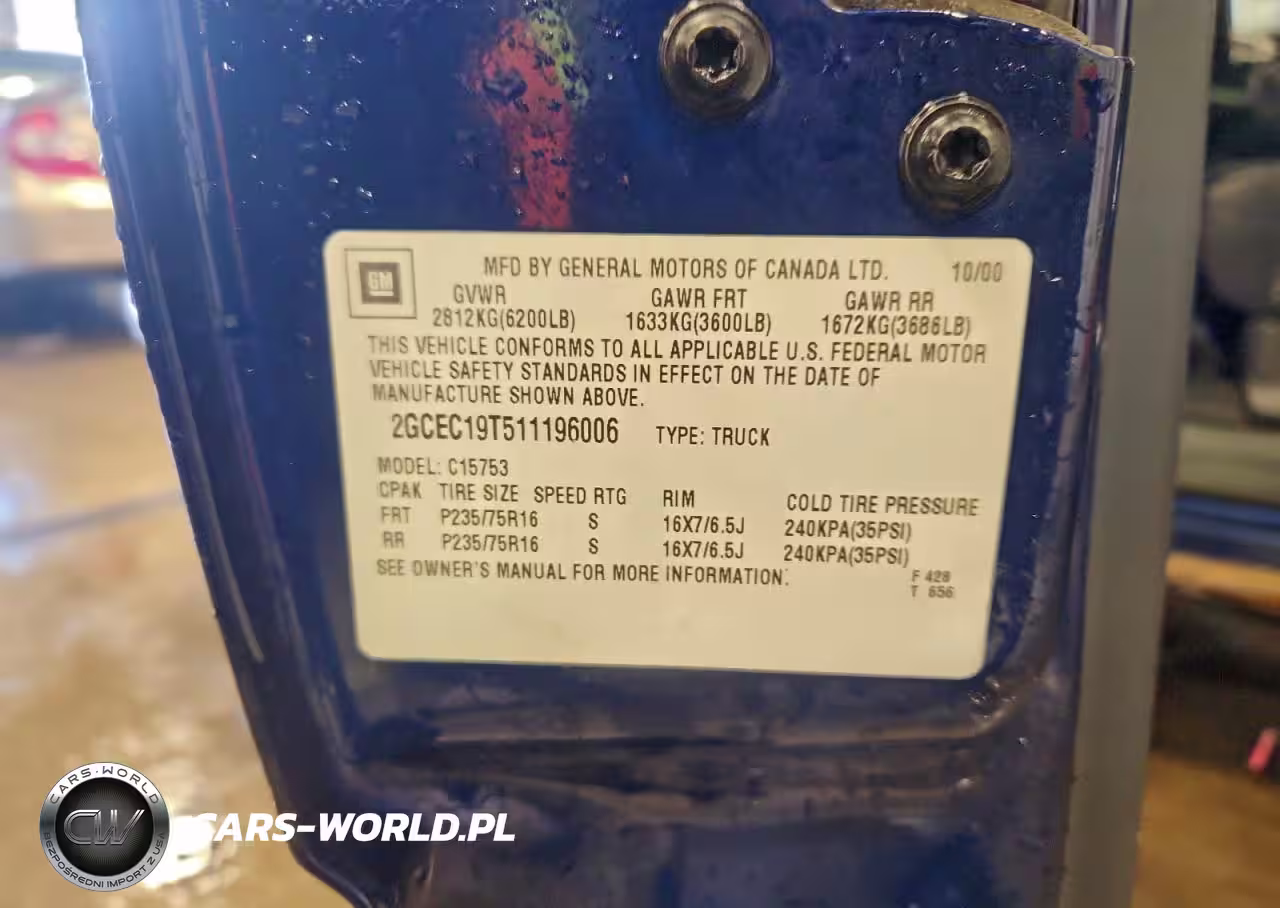 GM
MFD BY GENERAL MOTORS OF CANADA LTD. 10/00
GVWR GAWR FRT GAWR RR
2812KG(6200LB) 1633KG(3600LB) 1672KG(3686LB)
THIS VEHICLE CONFORMS TO ALL APPLICABLE U.S. FEDERAL MOTOR
VEHICLE SAFETY STANDARDS IN EFFECT ON THE DATE OF
MANUFACTURE SHOWN ABOVE.
2GCEC19T511196006 TYPE: TRUCK
MODEL: C15753
CPAK TIRE SIZE SPEED RTG RIM COLD TIRE PRESSURE
FRT P235/75R16 S 16X7/6.5J 240KPA(35PSI)
RR P235/75R16 S 16X7/6.5J 240KPA(35PSI)
SEE OWNER'S MANUAL FOR MORE INFORMATION.
F 428
T 656
CARS-WORLD
CW
BEZPOŚREDNI IMPORT Z USA
CARS-WORLD.PL